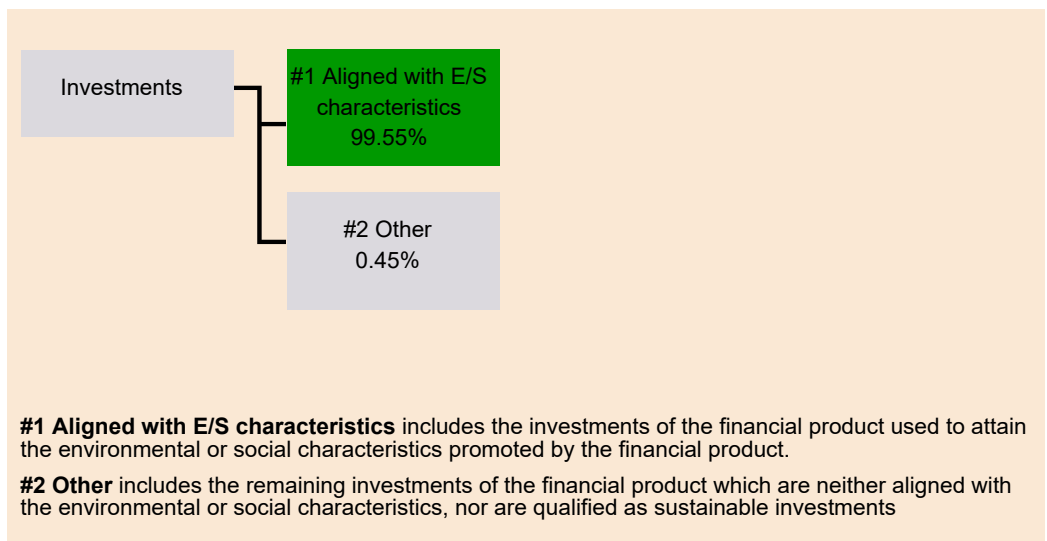 Investments
#1 Aligned with E/S
characteristics
99.55%
#2 Other
0.45%
#1 Aligned with E/S characteristics includes the investments of the financial product used to attain
the environmental or social characteristics promoted by the financial product.
#2 Other includes the remaining investments of the financial product which are neither aligned with
the environmental or social characteristics, nor are qualified as sustainable investments